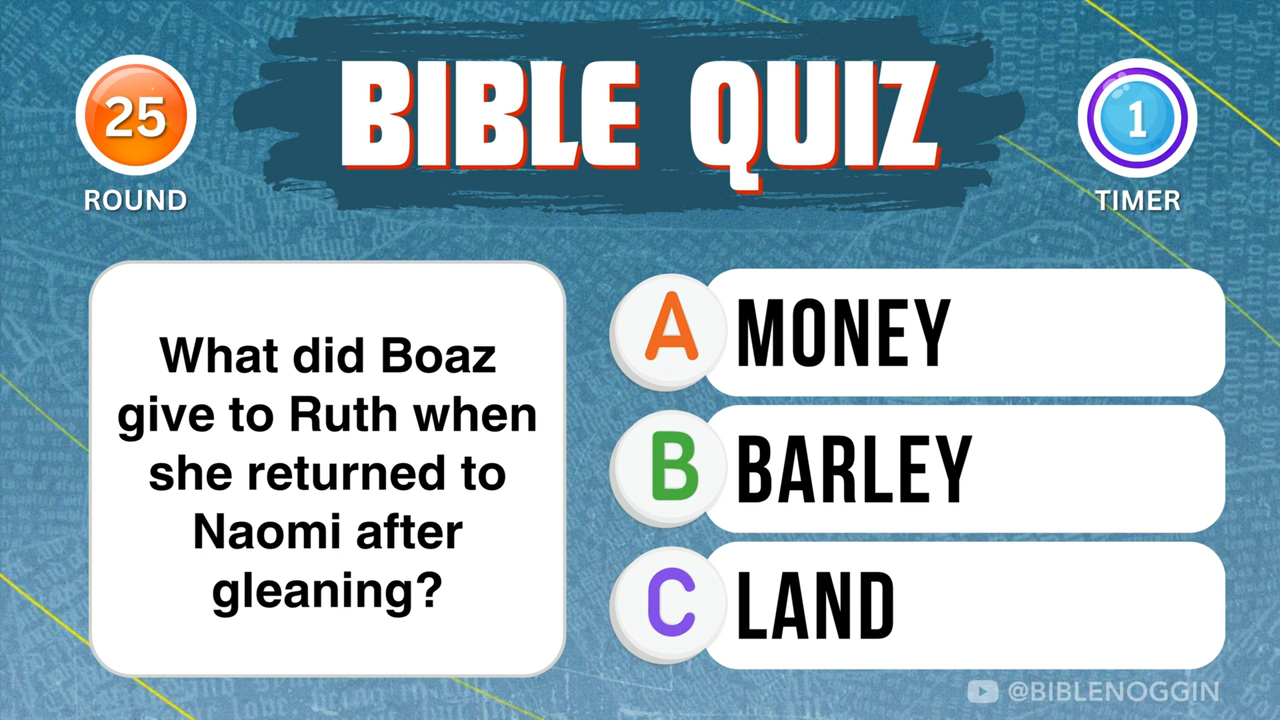 BIBLE QUIZ
25
ROUND
1
TIMER
What did Boaz
give to Ruth when
she returned to
Naomi after
gleaning?
A MONEY
B BARLEY
C LAND
@BIBLENOGGIN